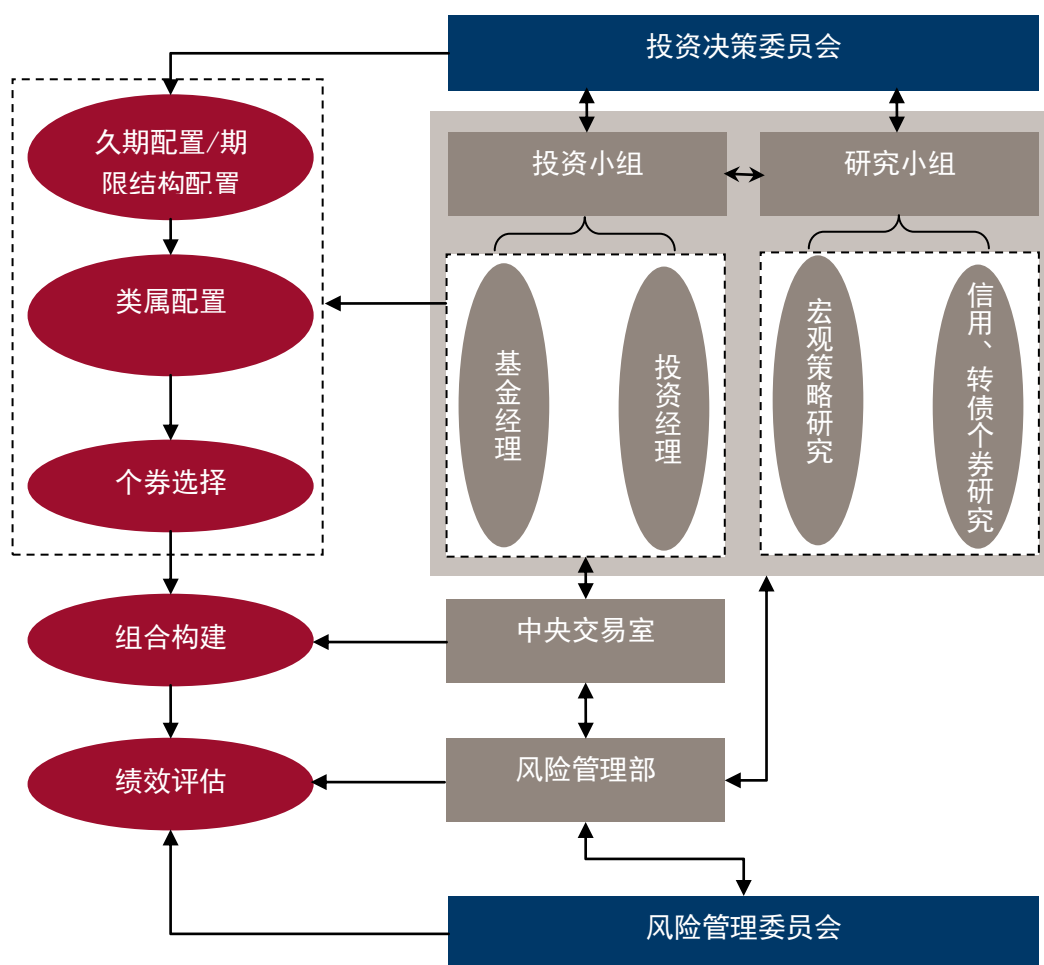 投资决策委员会
久期配置/期
限结构配置
投资小组
研究小组
类属配置
基金经理
投资经理
宏观策略研究
信用、转债个券研究
个券选择
组合构建
中央交易室
绩效评估
风险管理部
风险管理委员会